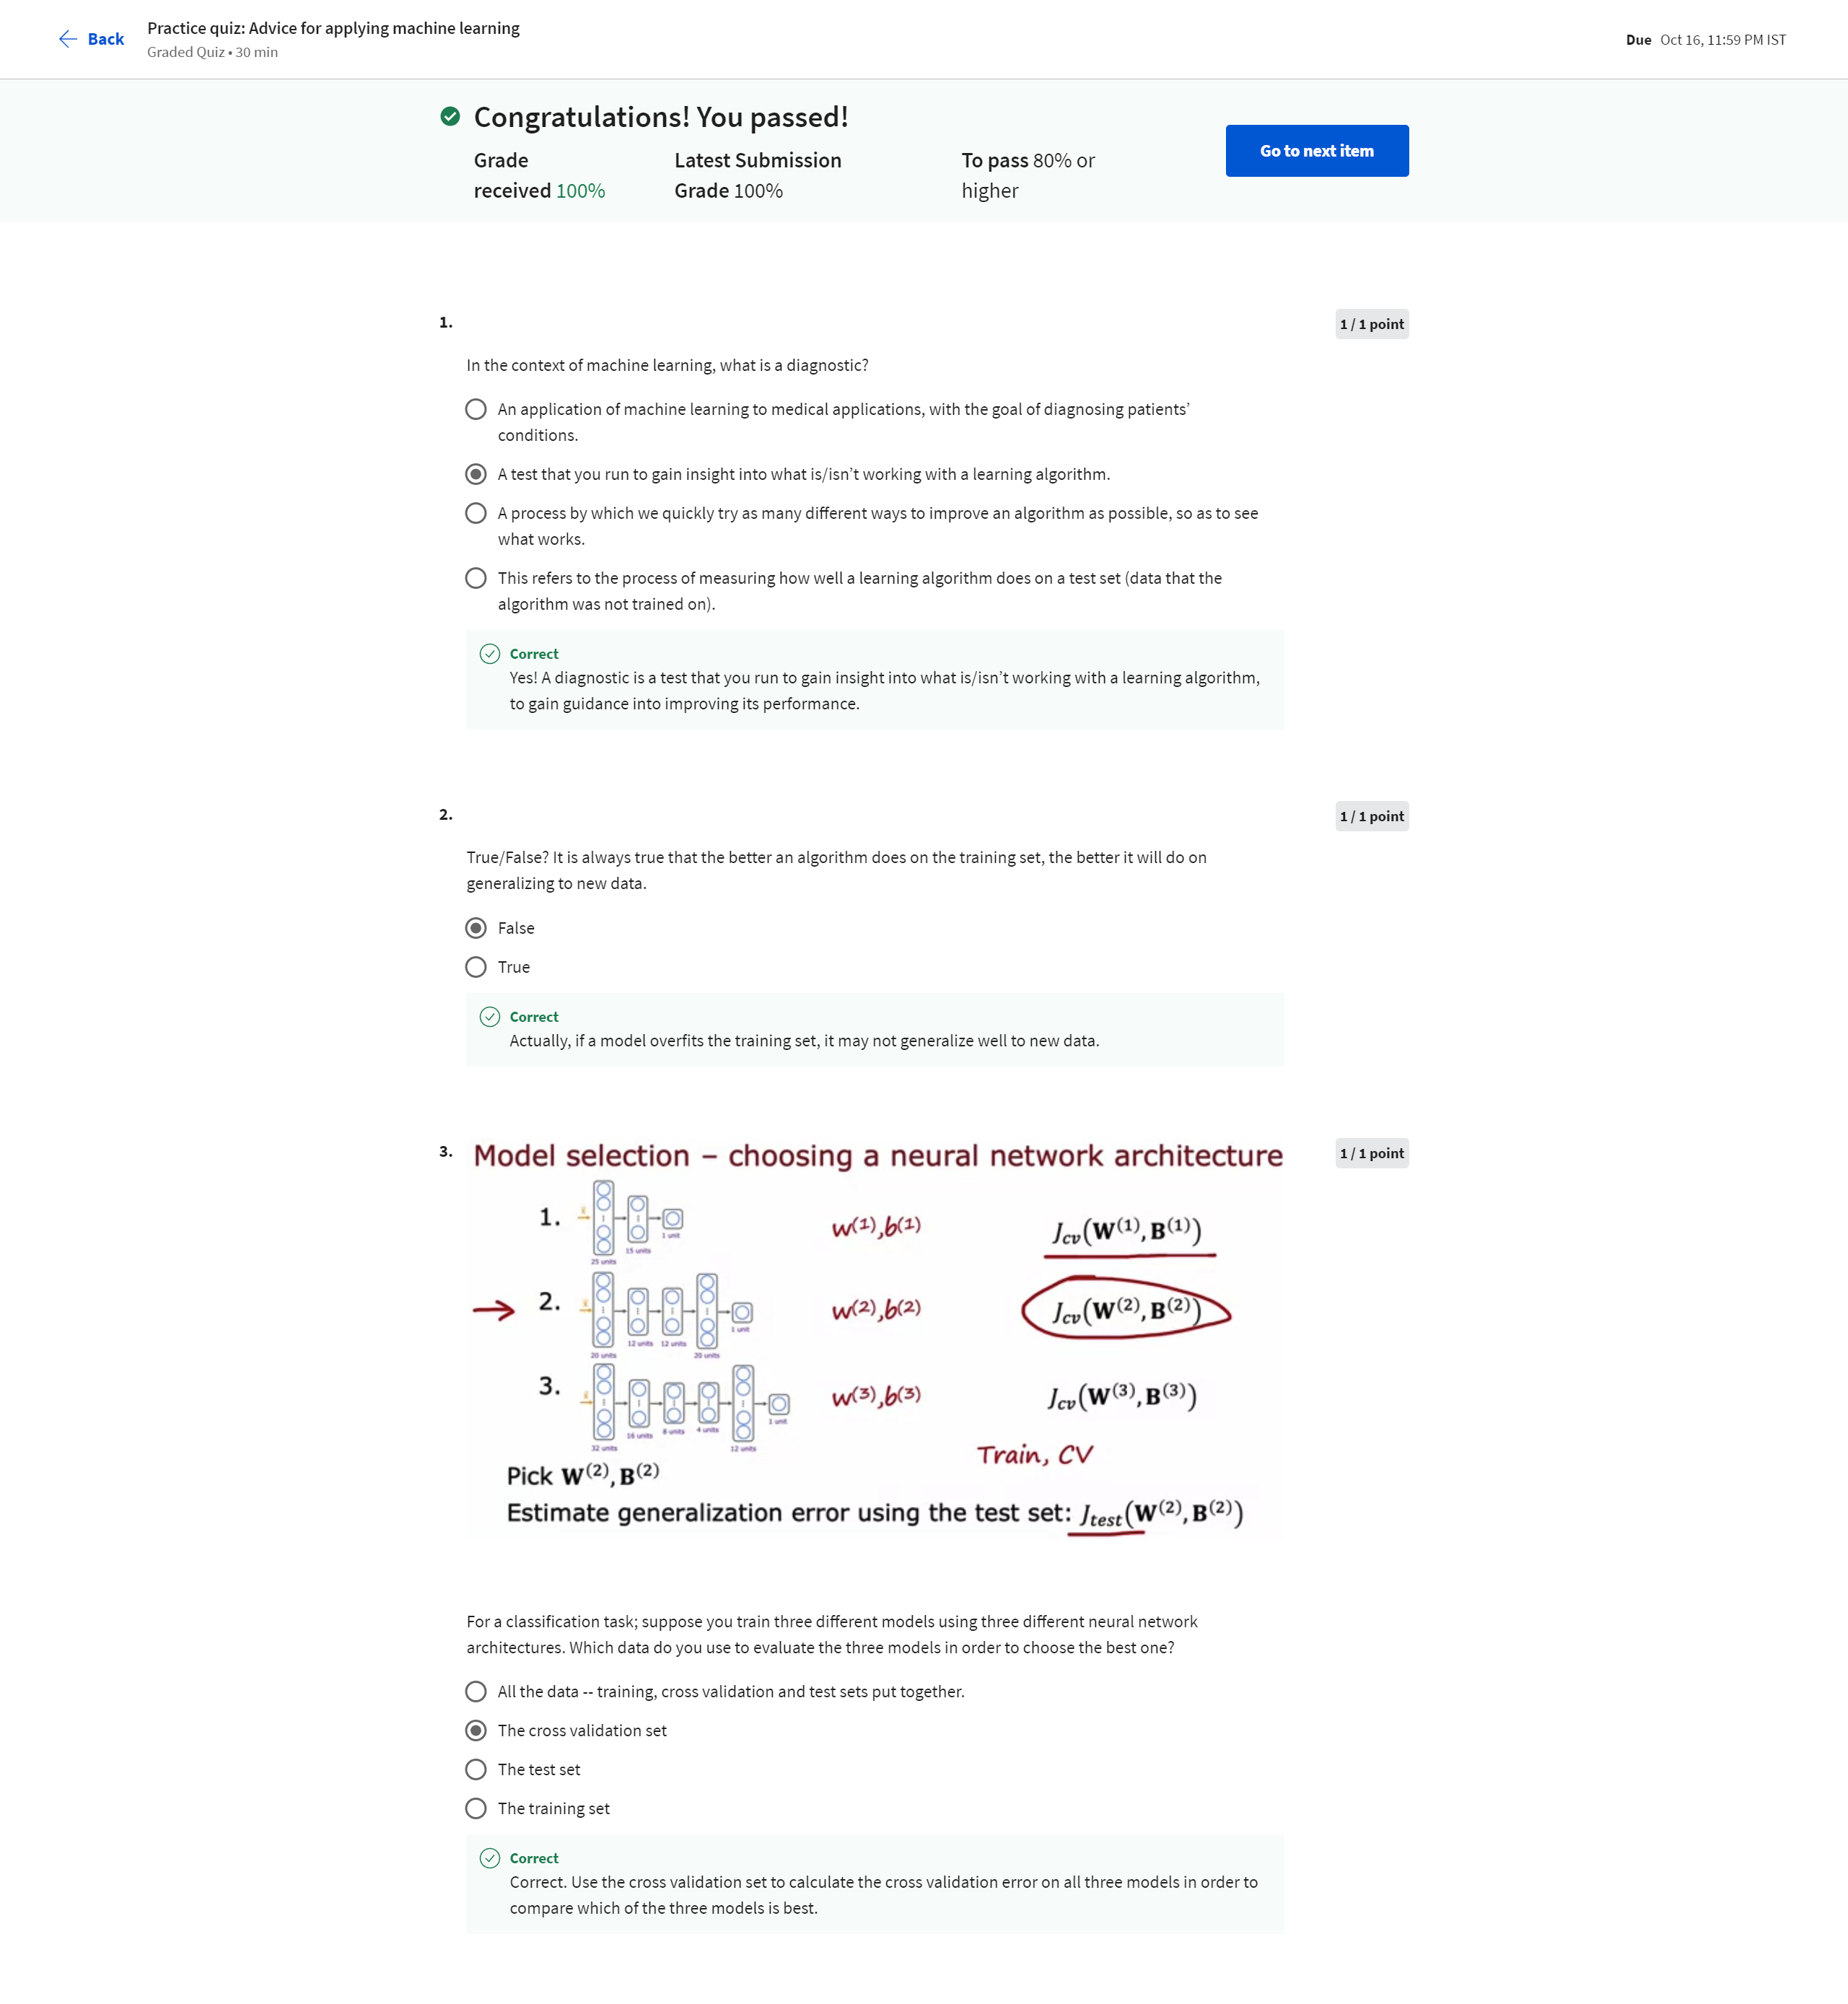 Back
Practice quiz: Advice for applying machine learning
Graded Quiz • 30 min
Due Oct 16, 11:59 PM IST
Congratulations! You passed!
Grade received 100%
Latest Submission Grade 100%
To pass 80% or higher
Go to next item
1.
1 / 1 point
In the context of machine learning, what is a diagnostic?
An application of machine learning to medical applications, with the goal of diagnosing patients’
conditions.
A test that you run to gain insight into what is/isn’t working with a learning algorithm.
A process by which we quickly try as many different ways to improve an algorithm as possible, so as to see
what works.
This refers to the process of measuring how well a learning algorithm does on a test set (data that the
algorithm was not trained on).
Correct
Yes! A diagnostic is a test that you run to gain insight into what is/isn’t working with a learning algorithm,
to gain guidance into improving its performance.
2.
1 / 1 point
True/False? It is always true that the better an algorithm does on the training set, the better it will do on
generalizing to new data.
False
True
Correct
Actually, if a model overfits the training set, it may not generalize well to new data.
3.
1 / 1 point
Model selection – choosing a neural network architecture
1.
25 units
15 units
1 unit
w(1),b(1)
Jcv(W(1), B(1))
2.
20 units
12 units
12 units
20 units
1 unit
w(2),b(2)
Jcv(W(2), B(2))
3.
32 units
16 units
8 units
4 units
12 units
1 unit
w(3),b(3)
Jcv(W(3), B(3))
Train, CV
Pick W(2), B(2)
Estimate generalization error using the test set: Jtest(W(2), B(2))
For a classification task; suppose you train three different models using three different neural network
architectures. Which data do you use to evaluate the three models in order to choose the best one?
All the data -- training, cross validation and test sets put together.
The cross validation set
The test set
The training set
Correct
Correct. Use the cross validation set to calculate the cross validation error on all three models in order to
compare which of the three models is best.